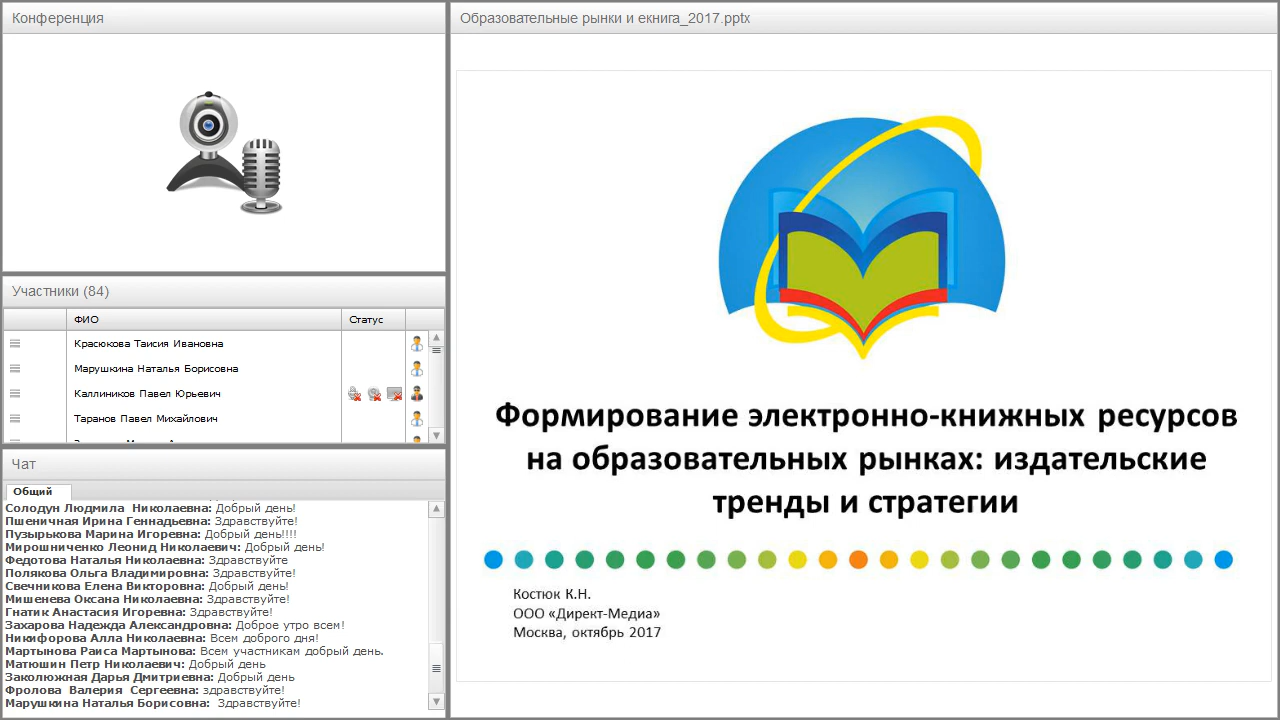 Конференция
Образовательные рынки и екнига_2017.pptx
Участники (84)
ФИО
Статус
Красюкова Таисия Ивановна
Марушкина Наталья Борисовна
Каллиников Павел Юрьевич
Таранов Павел Михайлович
Чат
Общий
Солодун Людмила Николаевна: Добрый день!
Пшеничная Ирина Геннадьевна: Здравствуйте!
Пузырькова Марина Игоревна: Добрый день!!!!
Мирошниченко Леонид Николаевич: Добрый день!
Федотова Наталья Николаевна: Здравствуйте
Полякова Ольга Владимировна: Здравствуйте!
Свечникова Елена Викторовна: Добрый день!
Мишенева Оксана Николаевна: Здравствуйте!
Гнатик Анастасия Игоревна: Здравствуйте!
Захарова Надежда Александровна: Доброе утро всем!
Никифорова Алла Николаевна: Всем доброго дня!
Мартынова Раиса Мартынова: Всем участникам добрый день.
Матюшин Петр Николаевич: Добрый день
Заколюжная Дарья Дмитриевна: Добрый день
Фролова Валерия Сергеевна: здравствуйте!
Марушкина Наталья Борисовна: Здравствуйте!
Формирование электронно-книжных ресурсов
на образовательных рынках: издательские
тренды и стратегии
Костюк К.Н.
ООО «Директ-Медиа»
Москва, октябрь 2017